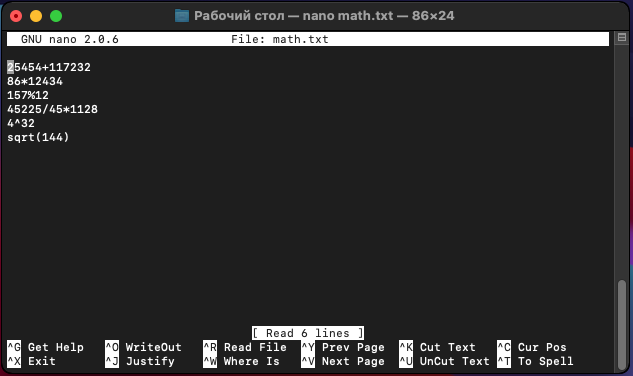 Рабочий стол — nano math.txt — 86×24
GNU nano 2.0.6 File: math.txt
25454+117232
86*12434
157%12
45225/45*1128
4^32
sqrt(144)
[ Read 6 lines ]
^G Get Help ^O WriteOut ^R Read File ^Y Prev Page ^K Cut Text ^C Cur Pos
^X Exit ^J Justify ^W Where Is ^V Next Page ^U UnCut Text ^T To Spell